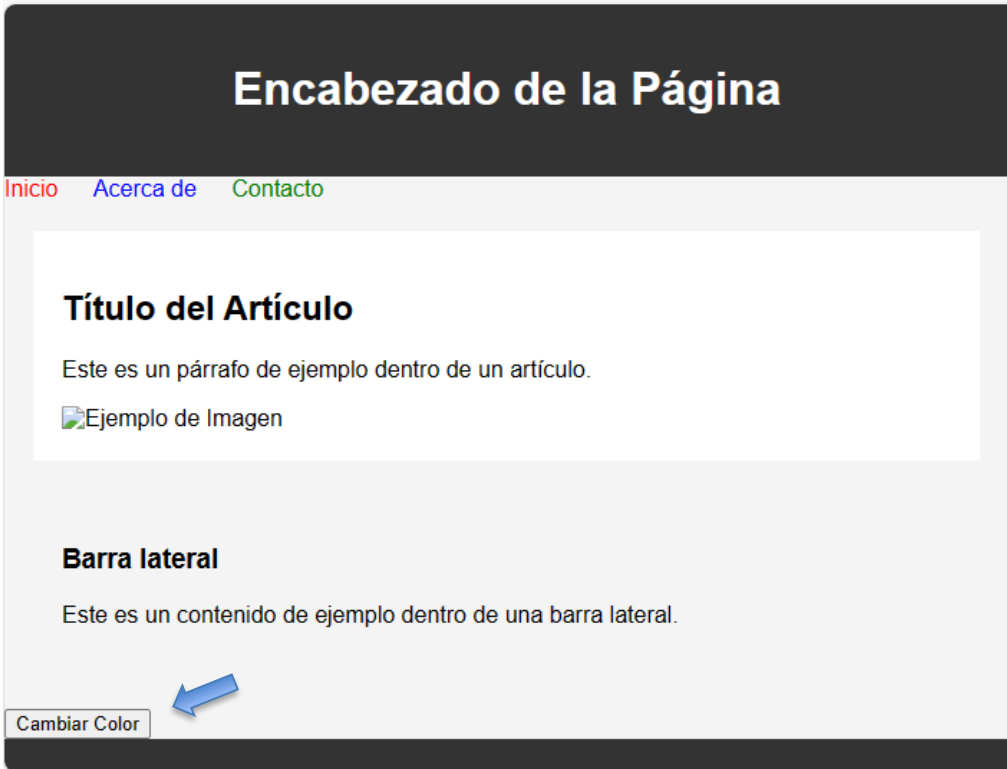 Encabezado de la Página
Inicio Acerca de Contacto
Título del Artículo
Este es un párrafo de ejemplo dentro de un artículo.
Ejemplo de Imagen
Barra lateral
Este es un contenido de ejemplo dentro de una barra lateral.
Cambiar Color